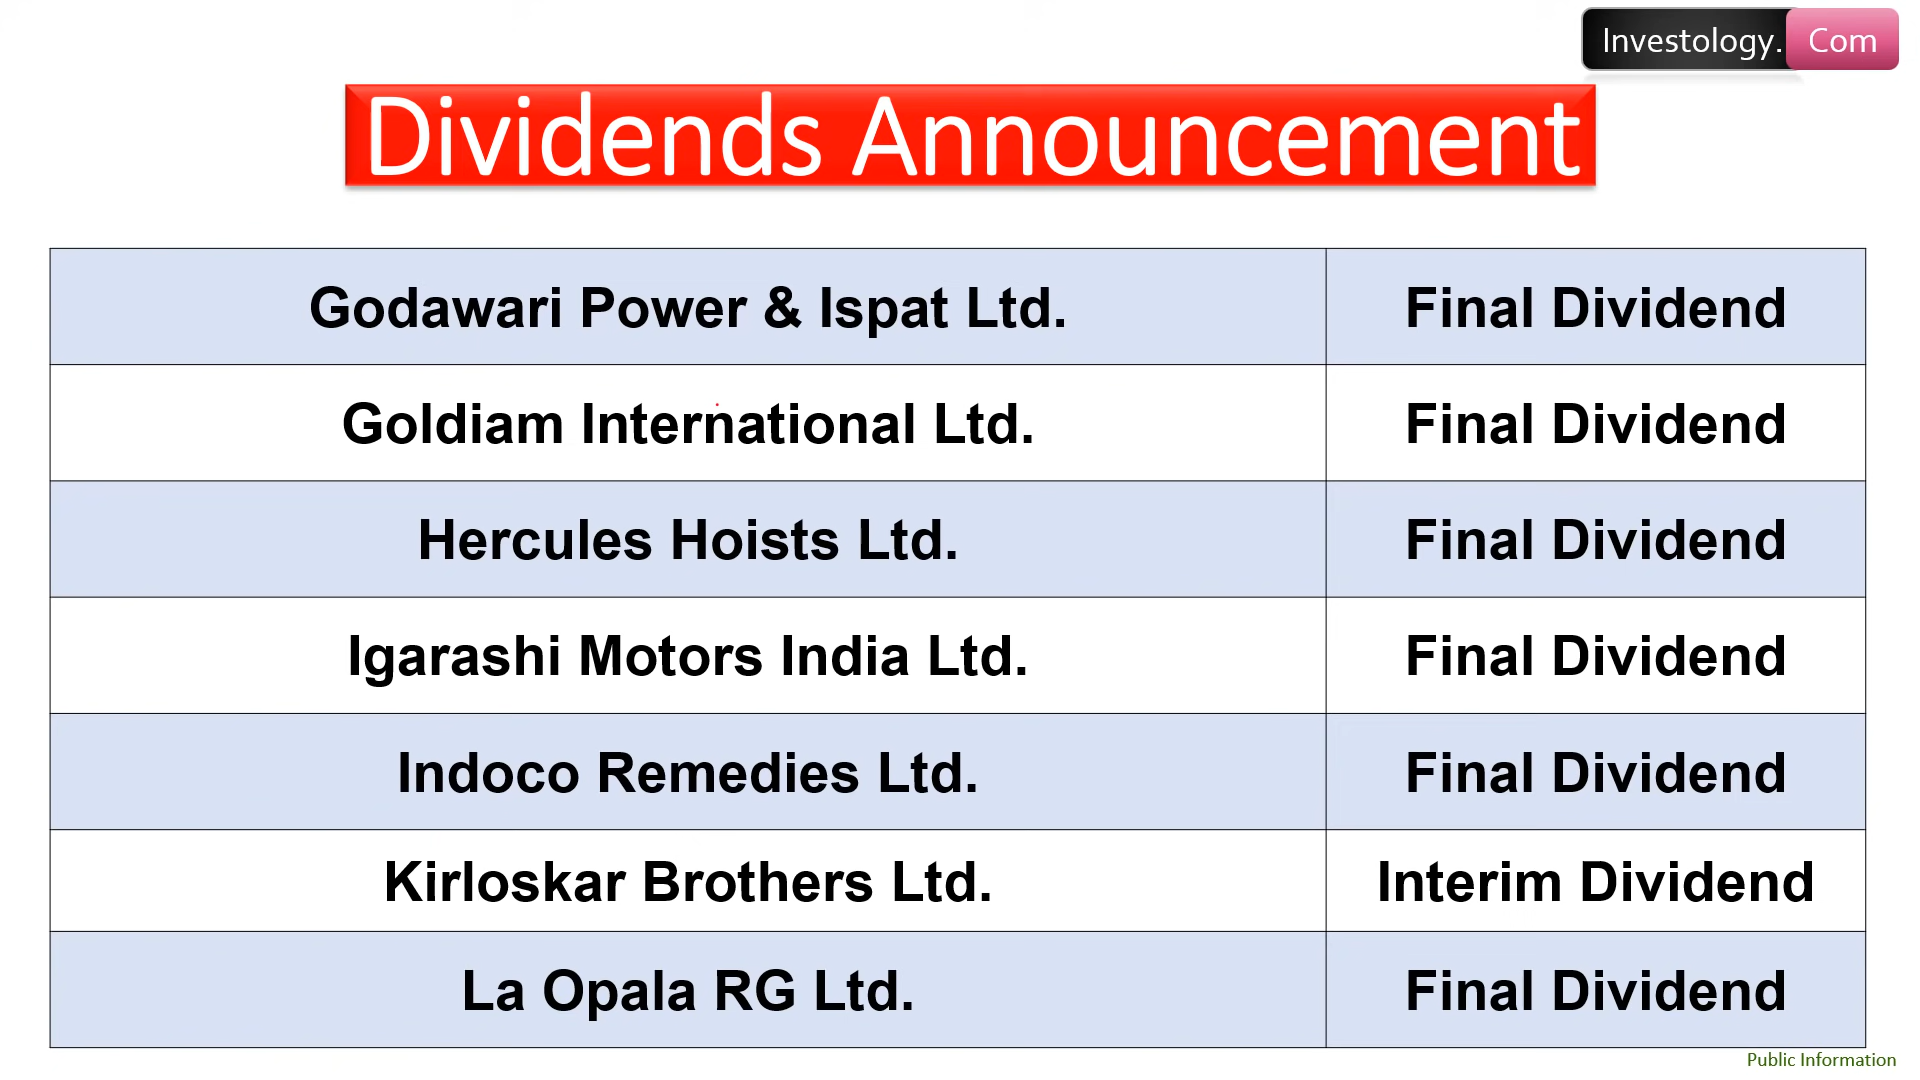 Investology. Com
Dividends Announcement
Godawari Power & Ispat Ltd. Final Dividend
Goldiam International Ltd. Final Dividend
Hercules Hoists Ltd. Final Dividend
Igarashi Motors India Ltd. Final Dividend
Indoco Remedies Ltd. Final Dividend
Kirloskar Brothers Ltd. Interim Dividend
La Opala RG Ltd. Final Dividend
Public Information